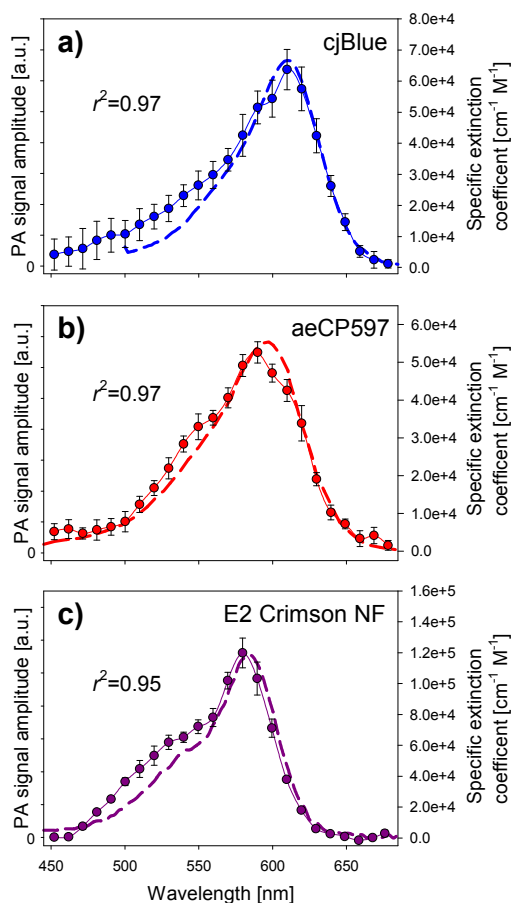 a)
cjBlue
r²=0.97
PA signal amplitude [a.u.]
0
8.0e+4
7.0e+4
6.0e+4
5.0e+4
4.0e+4
3.0e+4
2.0e+4
1.0e+4
0.0
Specific extinction
coefficent [cm⁻¹ M⁻¹]
b)
aeCP597
r²=0.97
PA signal amplitude [a.u.]
0
5.0e+4
4.0e+4
3.0e+4
2.0e+4
1.0e+4
0.0
Specific extinction
coefficent [cm⁻¹ M⁻¹]
c)
E2 Crimson NF
r²=0.95
PA signal amplitude [a.u.]
0
1.6e+5
1.4e+5
1.2e+5
1.0e+5
8.0e+4
6.0e+4
4.0e+4
2.0e+4
0.0
Specific extinction
coefficent [cm⁻¹ M⁻¹]
450 500 550 600 650
Wavelength [nm]